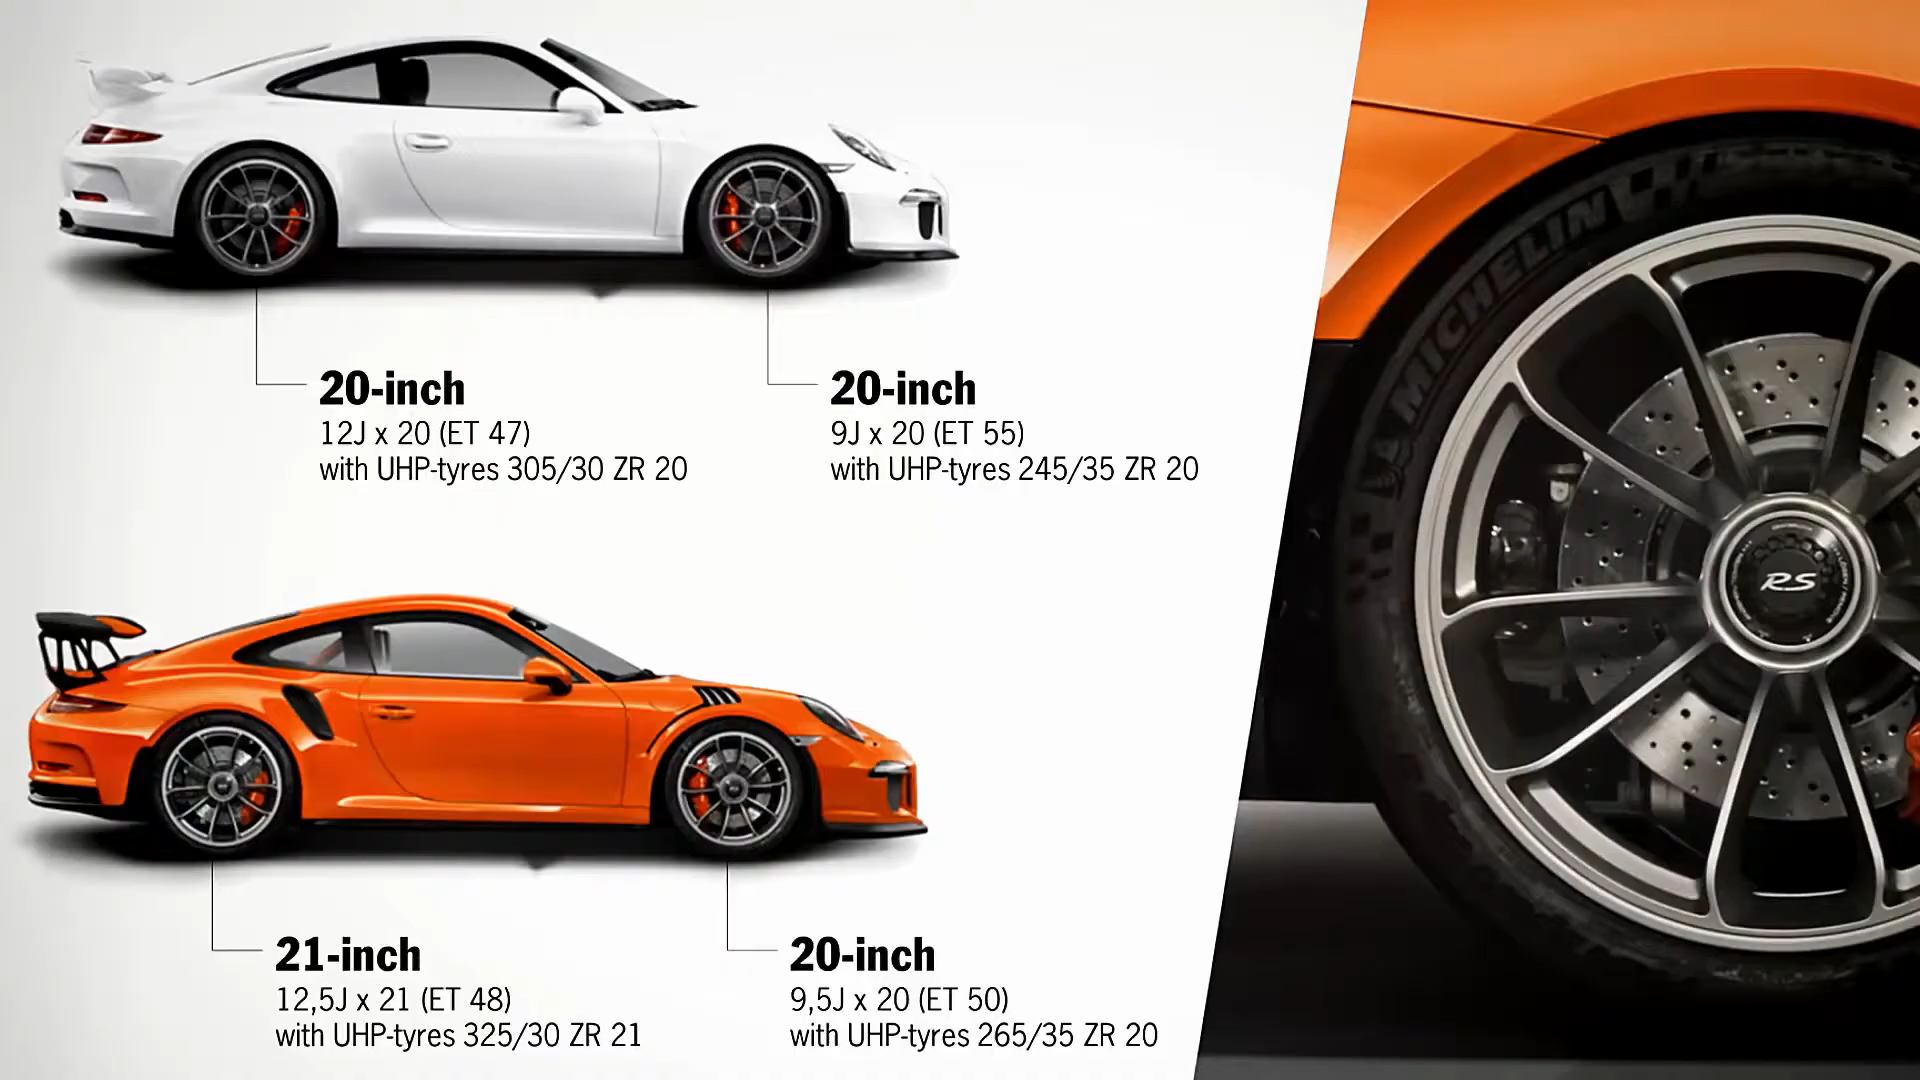 20-inch
12J x 20 (ET 47)
with UHP-tyres 305/30 ZR 20
20-inch
9J x 20 (ET 55)
with UHP-tyres 245/35 ZR 20
MICHELIN
MICHELIN
RS
21-inch
12,5J x 21 (ET 48)
with UHP-tyres 325/30 ZR 21
20-inch
9,5J x 20 (ET 50)
with UHP-tyres 265/35 ZR 20